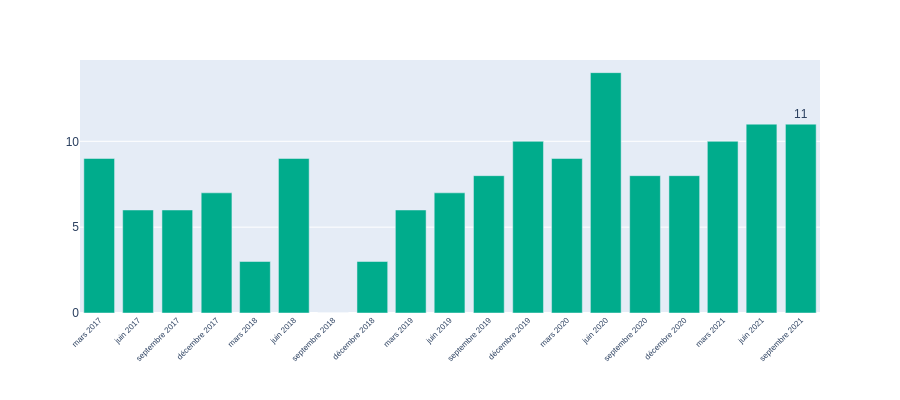 11
10
5
0
mars 2017
juin 2017
septembre 2017
décembre 2017
mars 2018
juin 2018
septembre 2018
décembre 2018
mars 2019
juin 2019
septembre 2019
décembre 2019
mars 2020
juin 2020
septembre 2020
décembre 2020
mars 2021
juin 2021
septembre 2021